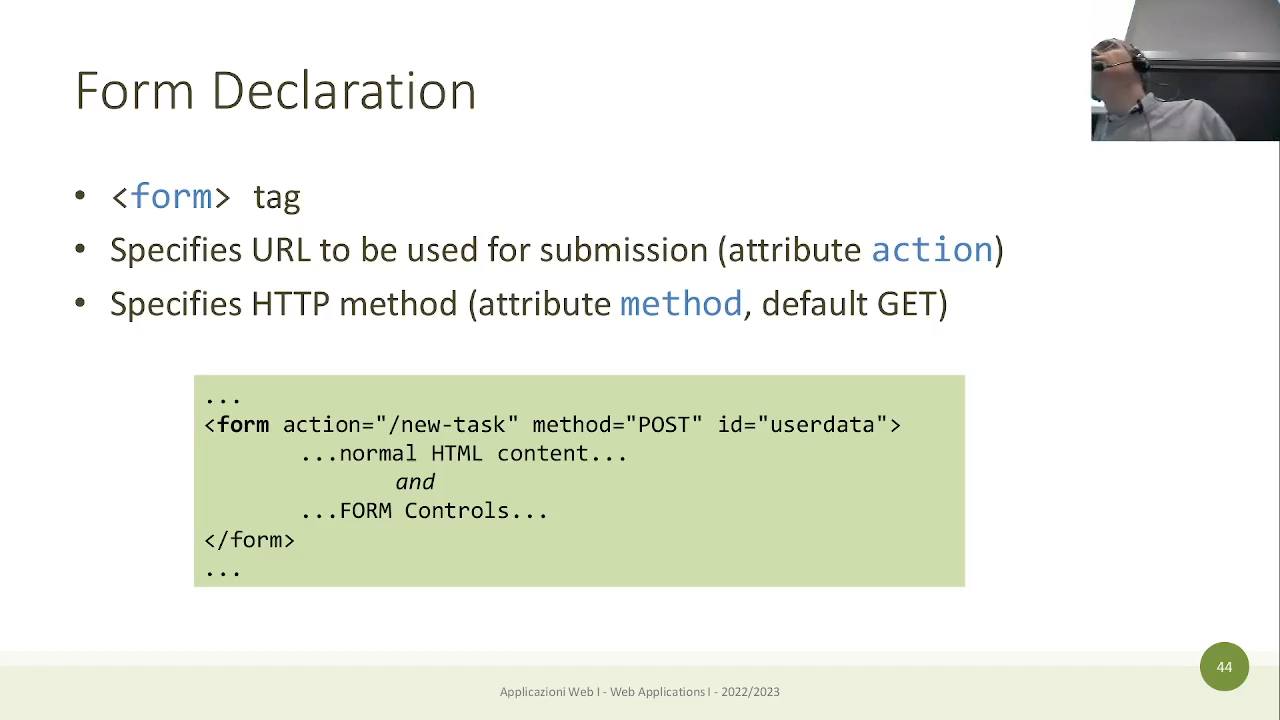 Form Declaration
• <form> tag
• Specifies URL to be used for submission (attribute action)
• Specifies HTTP method (attribute method, default GET)
...
<form action="/new-task" method="POST" id="userdata">
...normal HTML content...
and
...FORM Controls...
</form>
...
44
Applicazioni Web I - Web Applications I - 2022/2023